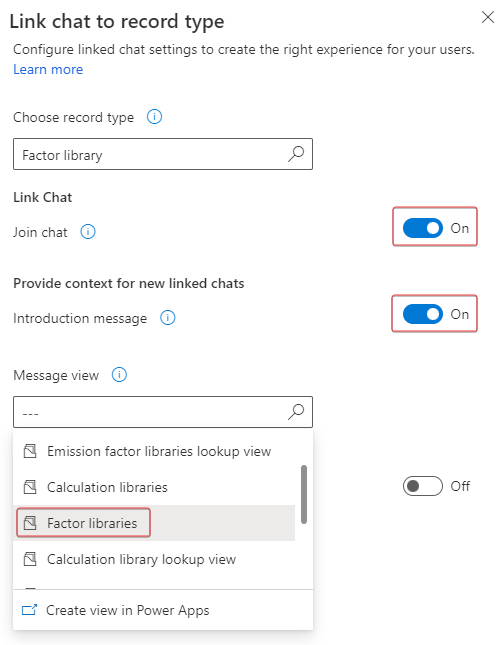 Link chat to record type
Configure linked chat settings to create the right experience for your users.
Learn more
Choose record type
Factor library
Link Chat
Join chat
On
Provide context for new linked chats
Introduction message
On
Message view
---
Emission factor libraries lookup view
Calculation libraries
Off
Factor libraries
Calculation library lookup view
Create view in Power Apps